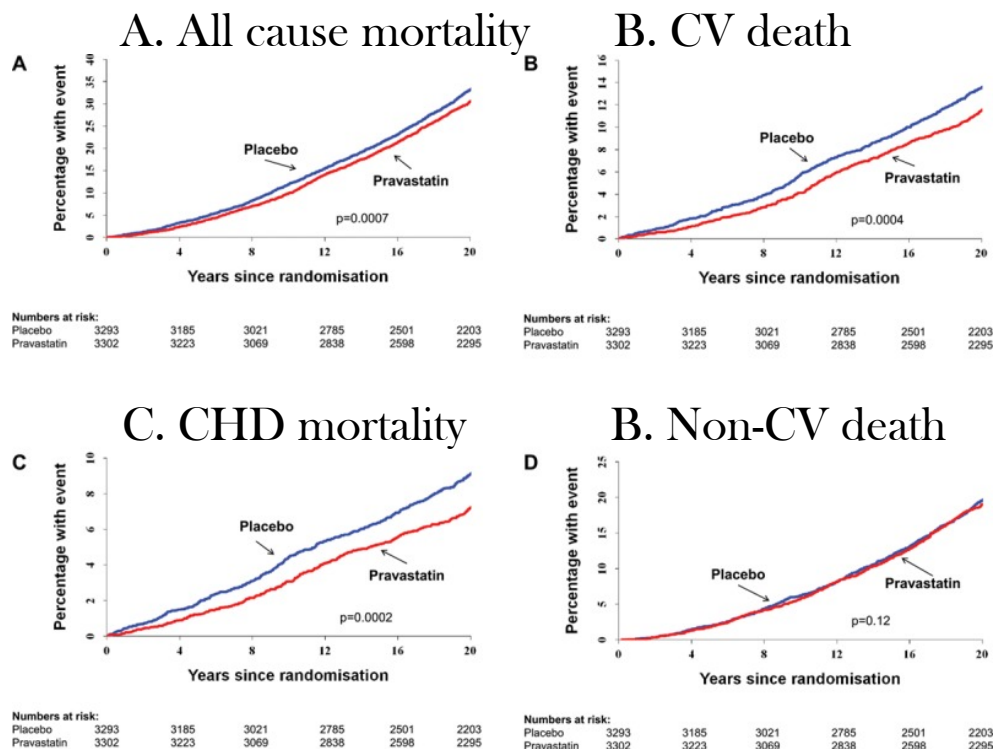 A. All cause mortality
A
Percentage with event
40
35
30
25
20
15
10
5
0
Placebo
Pravastatin
p=0.0007
0 4 8 12 16 20
Years since randomisation
Numbers at risk:
Placebo 3293 3185 3021 2785 2501 2203
Pravastatin 3302 3223 3069 2838 2598 2295
B. CV death
B
Percentage with event
16
14
12
10
8
6
4
2
0
Placebo
Pravastatin
p=0.0004
0 4 8 12 16 20
Years since randomisation
Numbers at risk:
Placebo 3293 3185 3021 2785 2501 2203
Pravastatin 3302 3223 3069 2838 2598 2295
C. CHD mortality
C
Percentage with event
10
8
6
4
2
0
Placebo
Pravastatin
p=0.0002
0 4 8 12 16 20
Years since randomisation
Numbers at risk:
Placebo 3293 3185 3021 2785 2501 2203
Pravastatin 3302 3223 3069 2838 2598 2295
B. Non-CV death
D
Percentage with event
25
20
15
10
5
0
Placebo
Pravastatin
p=0.12
0 4 8 12 16 20
Years since randomisation
Numbers at risk:
Placebo 3293 3185 3021 2785 2501 2203
Pravastatin 3302 3223 3069 2838 2598 2295